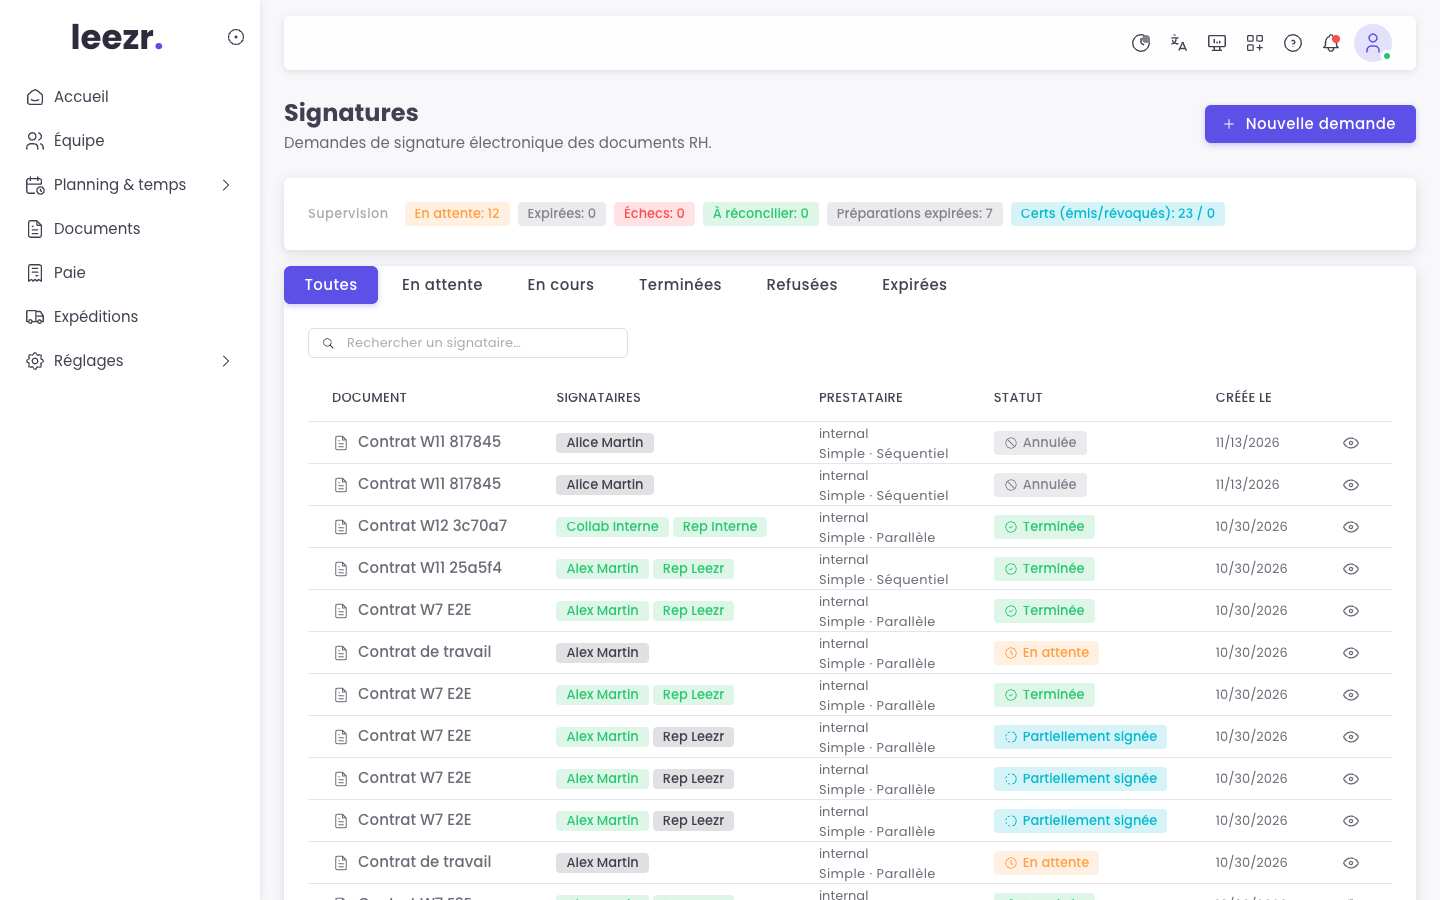 leezr.
Accueil
Équipe
Planning & temps
Documents
Paie
Expéditions
Réglages
Signatures
Demandes de signature électronique des documents RH.
Nouvelle demande
Supervision En attente: 12 Expirées: 0 Échecs: 0 À réconcilier: 0 Préparations expirées: 7 Certs (émis/révoqués): 23 / 0
Toutes En attente En cours Terminées Refusées Expirées
Rechercher un signataire...
DOCUMENT SIGNATAIRES PRESTATAIRE STATUT CRÉÉE LE
Contrat W11 817845 Alice Martin internal Annulée 11/13/2026
Simple · Séquentiel
Contrat W11 817845 Alice Martin internal Annulée 11/13/2026
Simple · Séquentiel
Contrat W12 3c70a7 Collab Interne Rep Interne internal Terminée 10/30/2026
Simple · Parallèle
Contrat W11 25a5f4 Alex Martin Rep Leezr internal Terminée 10/30/2026
Simple · Séquentiel
Contrat W7 E2E Alex Martin Rep Leezr internal Terminée 10/30/2026
Simple · Parallèle
Contrat de travail Alex Martin internal En attente 10/30/2026
Simple · Parallèle
Contrat W7 E2E Alex Martin Rep Leezr internal Terminée 10/30/2026
Simple · Parallèle
Contrat W7 E2E Alex Martin Rep Leezr internal Partiellement signée 10/30/2026
Simple · Parallèle
Contrat W7 E2E Alex Martin Rep Leezr internal Partiellement signée 10/30/2026
Simple · Parallèle
Contrat W7 E2E Alex Martin Rep Leezr internal Partiellement signée 10/30/2026
Simple · Parallèle
Contrat de travail Alex Martin internal En attente 10/30/2026
Simple · Parallèle
internal